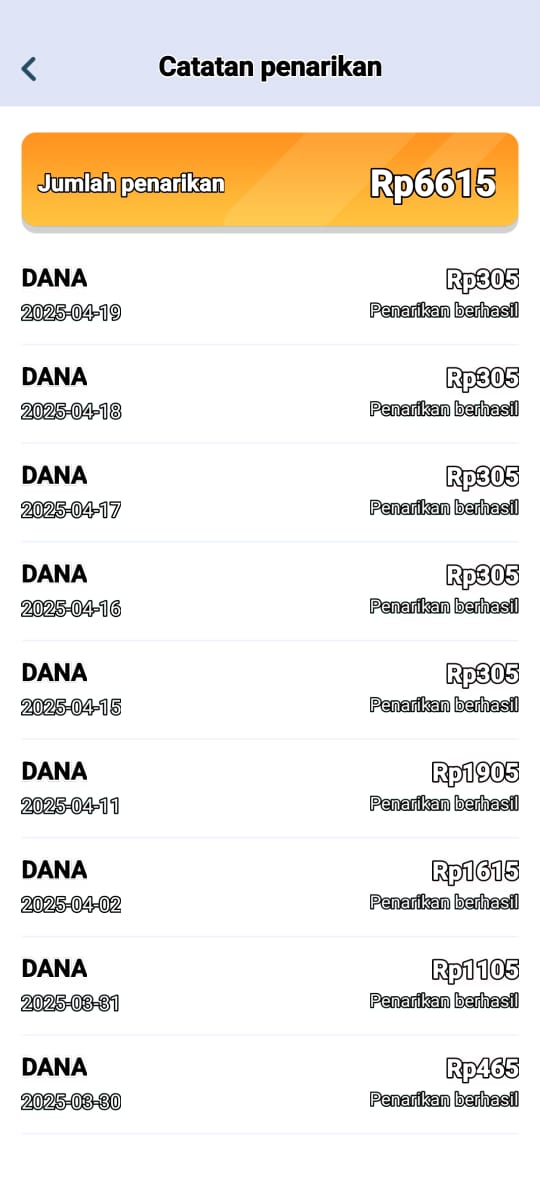 Catatan penarikan
Jumlah penarikan Rp6615
DANA Rp305
2025-04-19 Penarikan berhasil
DANA Rp305
2025-04-18 Penarikan berhasil
DANA Rp305
2025-04-17 Penarikan berhasil
DANA Rp305
2025-04-16 Penarikan berhasil
DANA Rp305
2025-04-15 Penarikan berhasil
DANA Rp1905
2025-04-11 Penarikan berhasil
DANA Rp1615
2025-04-02 Penarikan berhasil
DANA Rp1105
2025-03-31 Penarikan berhasil
DANA Rp465
2025-03-30 Penarikan berhasil